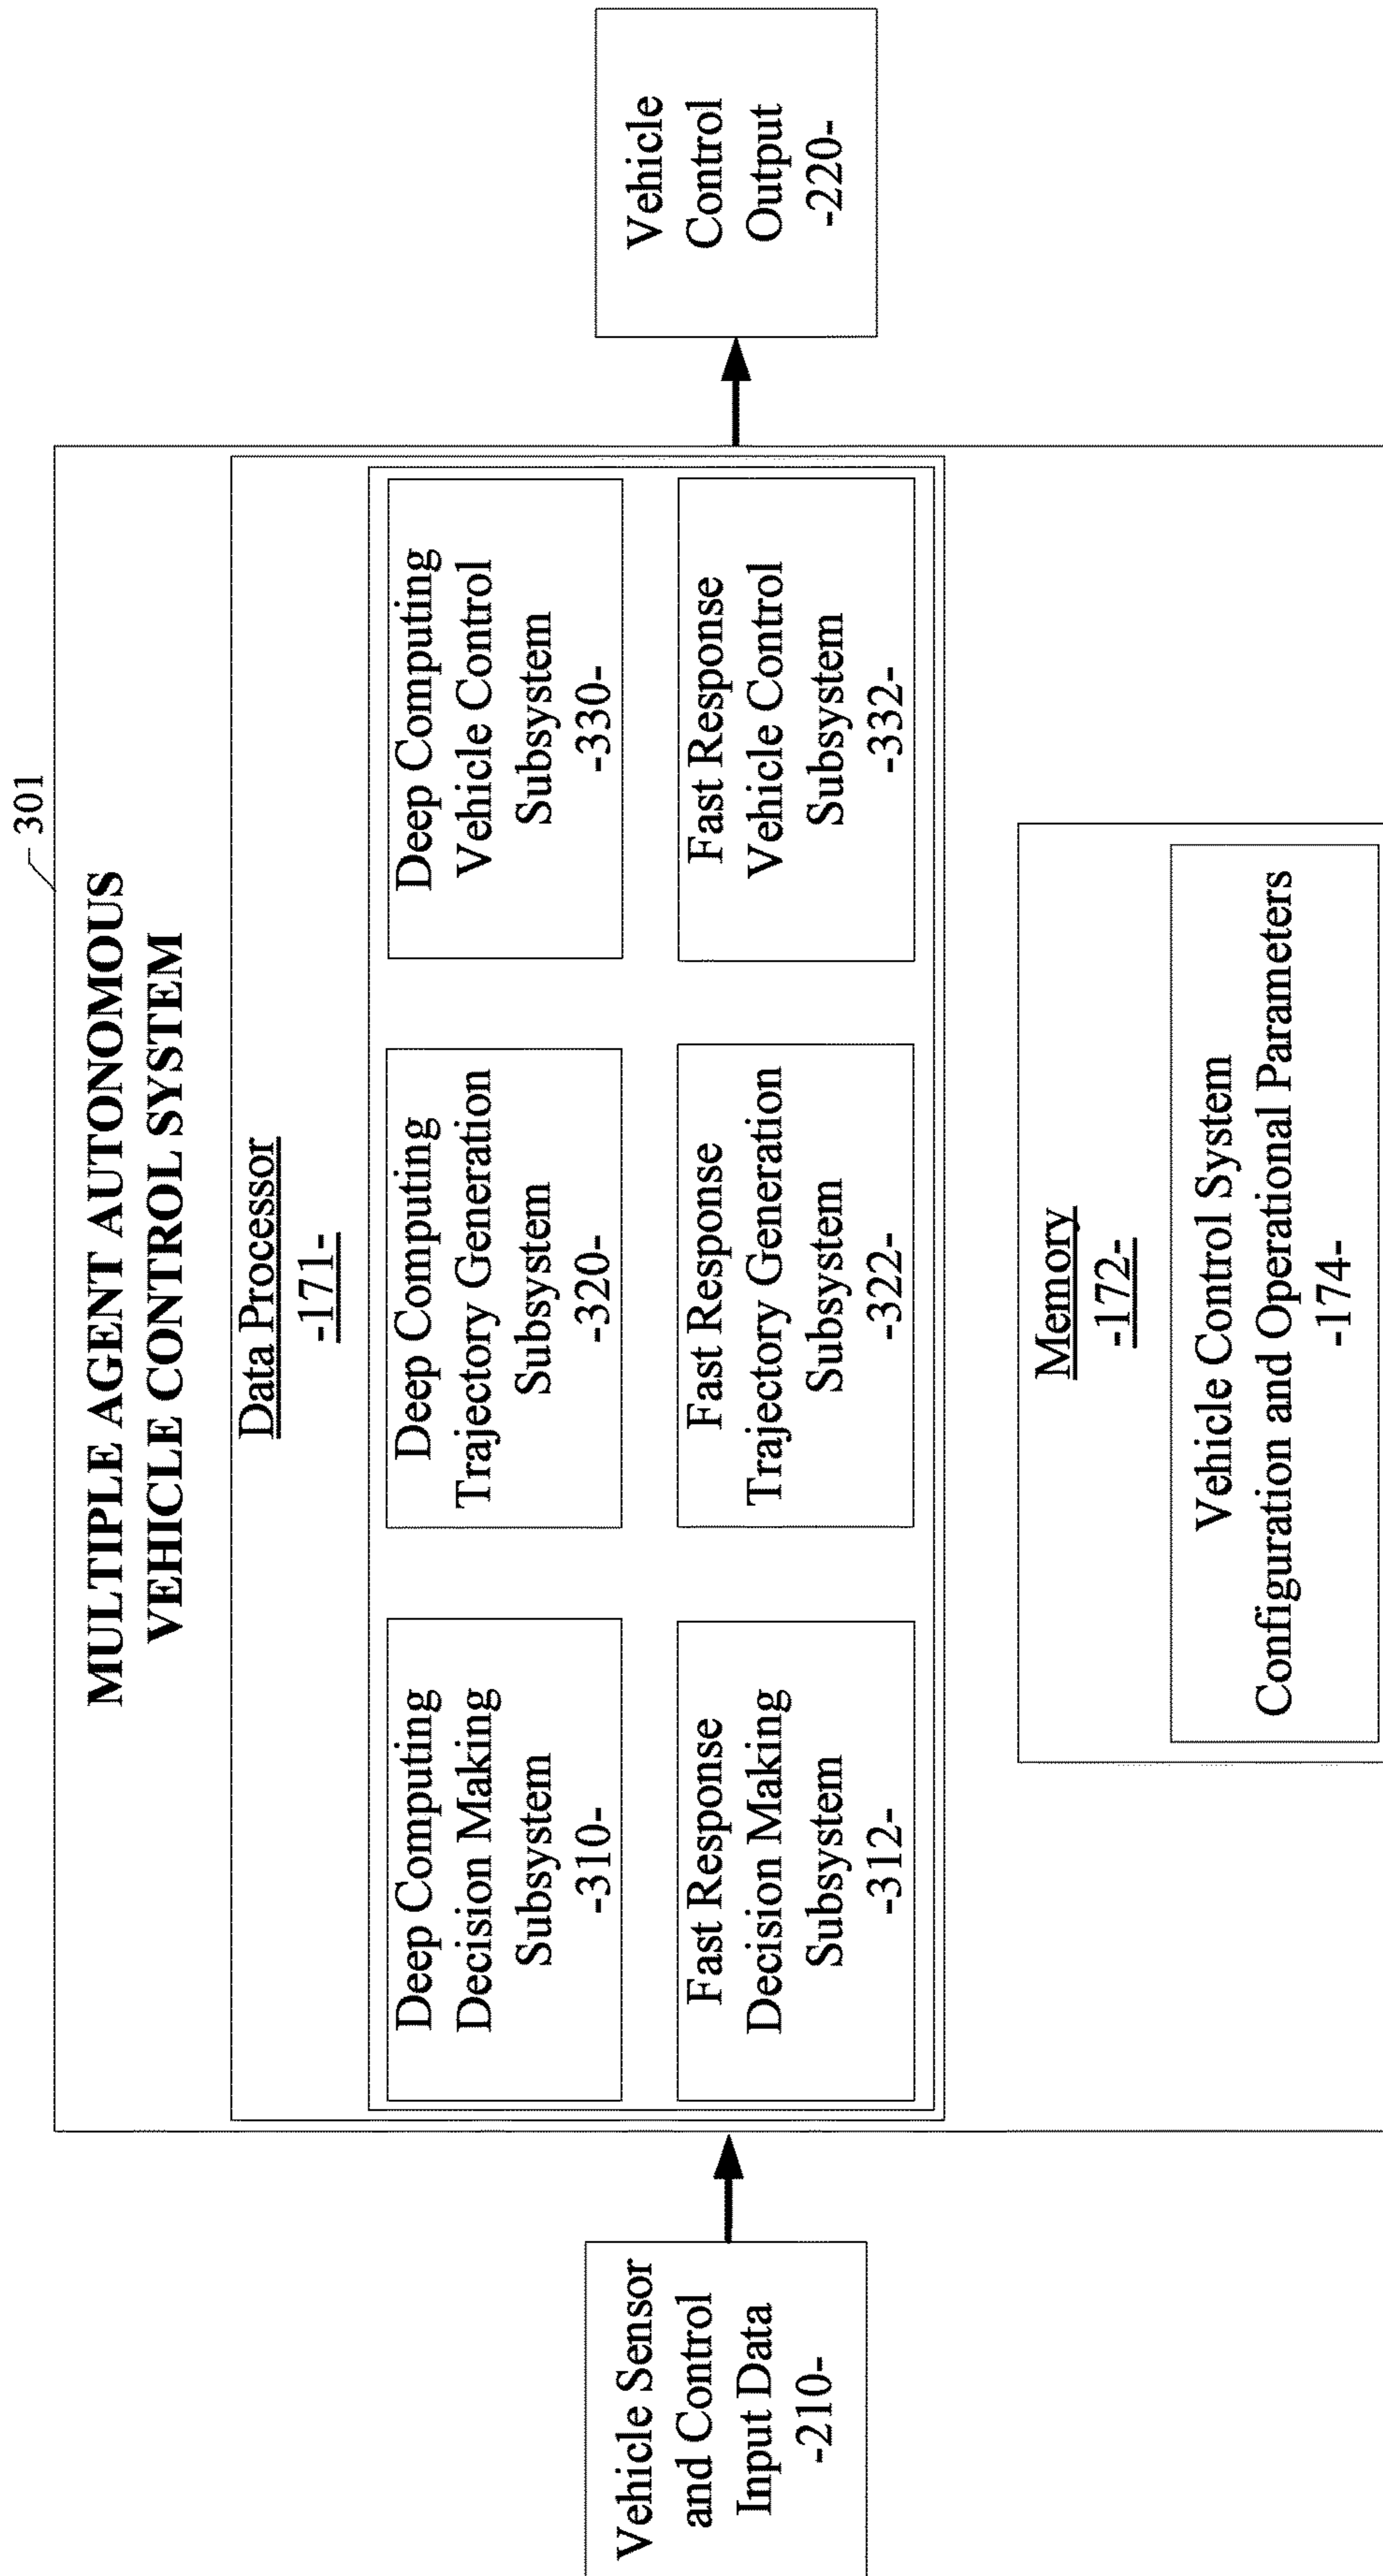 301
MULTIPLE AGENT AUTONOMOUS
VEHICLE CONTROL SYSTEM
Vehicle Sensor
and Control
Input Data
-210-
Data Processor
-171-
Deep Computing
Decision Making
Subsystem
-310-
Deep Computing
Trajectory Generation
Subsystem
-320-
Deep Computing
Vehicle Control
Subsystem
-330-
Fast Response
Decision Making
Subsystem
-312-
Fast Response
Trajectory Generation
Subsystem
-322-
Fast Response
Vehicle Control
Subsystem
-332-
Memory
-172-
Vehicle Control System
Configuration and Operational Parameters
-174-
Vehicle
Control
Output
-220-